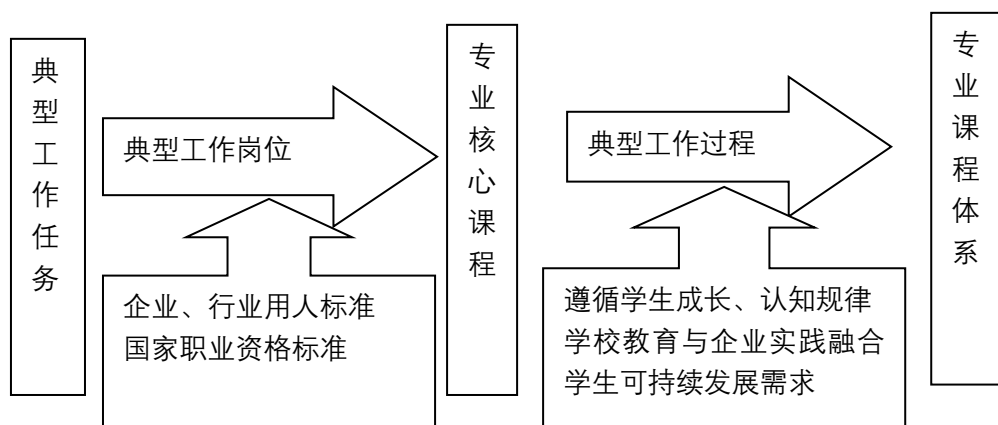 典型工作任务
典型工作岗位
企业、行业用人标准
国家职业资格标准
专业核心课程
典型工作过程
遵循学生成长、认知规律
学校教育与企业实践融合
学生可持续发展需求
专业课程体系